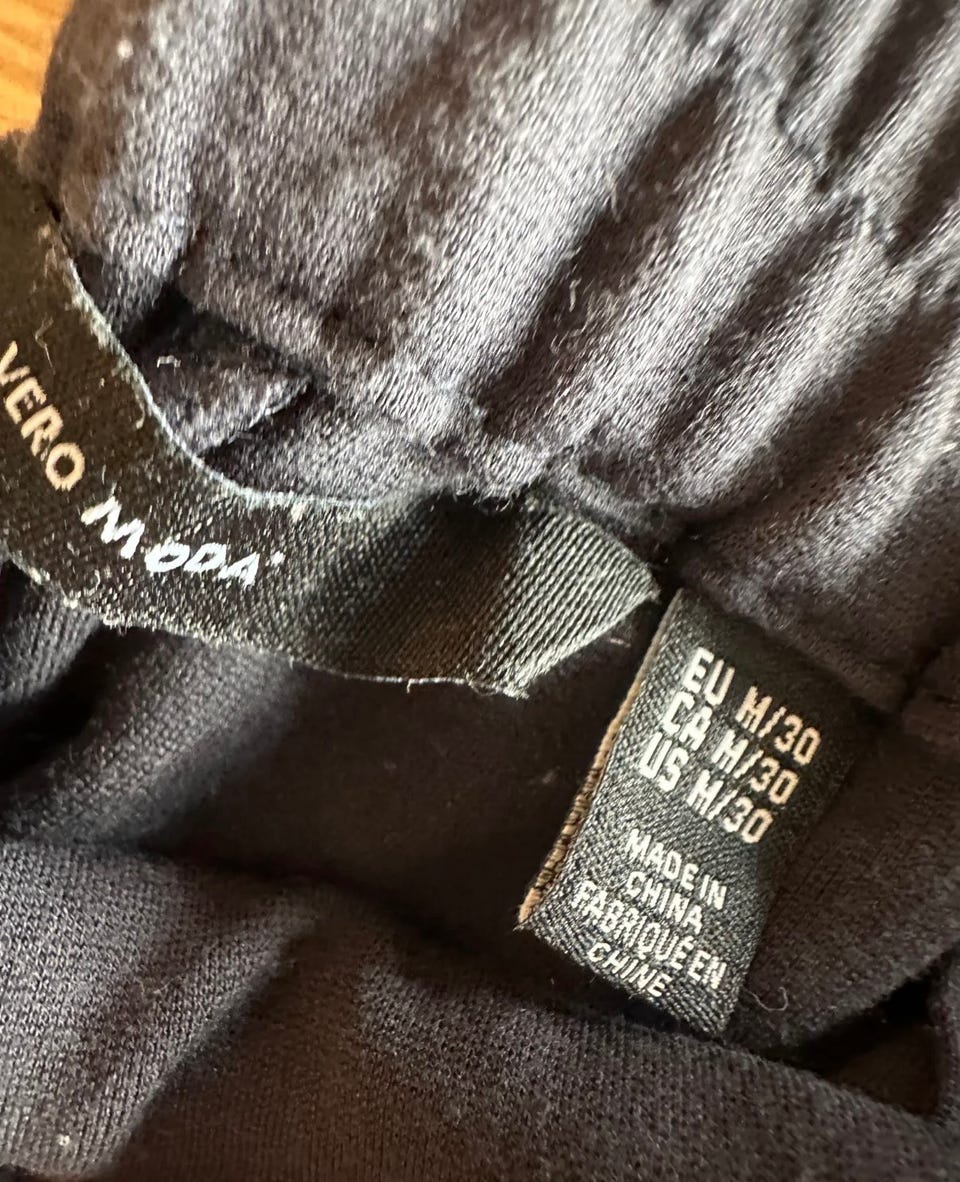 VERO MODA
EU M/30
CA M/30
US M/30
MADE IN
CHINA
FABRIQUÉ EN
CHINE